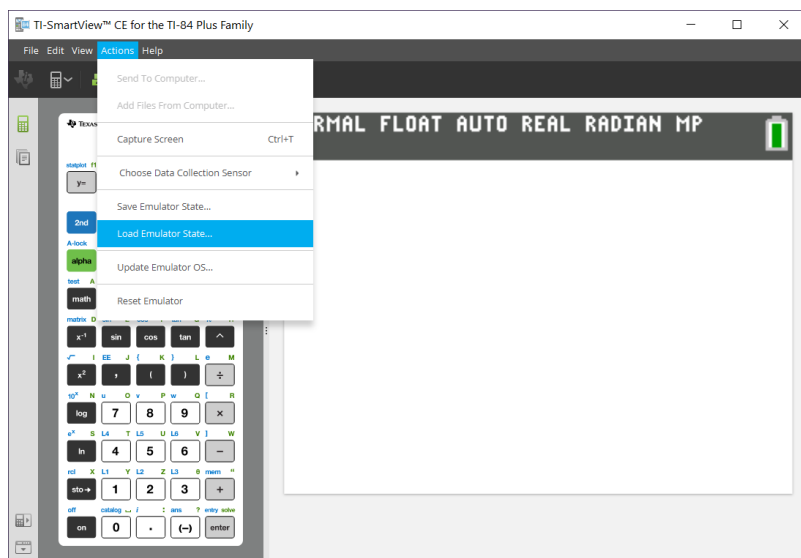 TI-SmartView™ CE for the TI-84 Plus Family
File Edit View Actions Help
Send To Computer...
Add Files From Computer...
Capture Screen Ctrl+T
Choose Data Collection Sensor
Save Emulator State...
Load Emulator State...
Update Emulator OS...
Reset Emulator
RMAL FLOAT AUTO REAL RADIAN MP
TEXAS
statplot f1
y=
2nd
A-lock
alpha
test A
math
matrix D
x⁻¹ sin cos tan ^
√ I EE J { K } L e M
x² , ( ) ÷
10ˣ N u O v P w Q [ R
log 7 8 9 ×
eˣ S L4 T L5 U L6 V ] W
ln 4 5 6 −
rcl X L1 Y L2 Z L3 θ mem "
sto→ 1 2 3 +
off catalog i : ans ? entry solve
on 0 . (−) enter